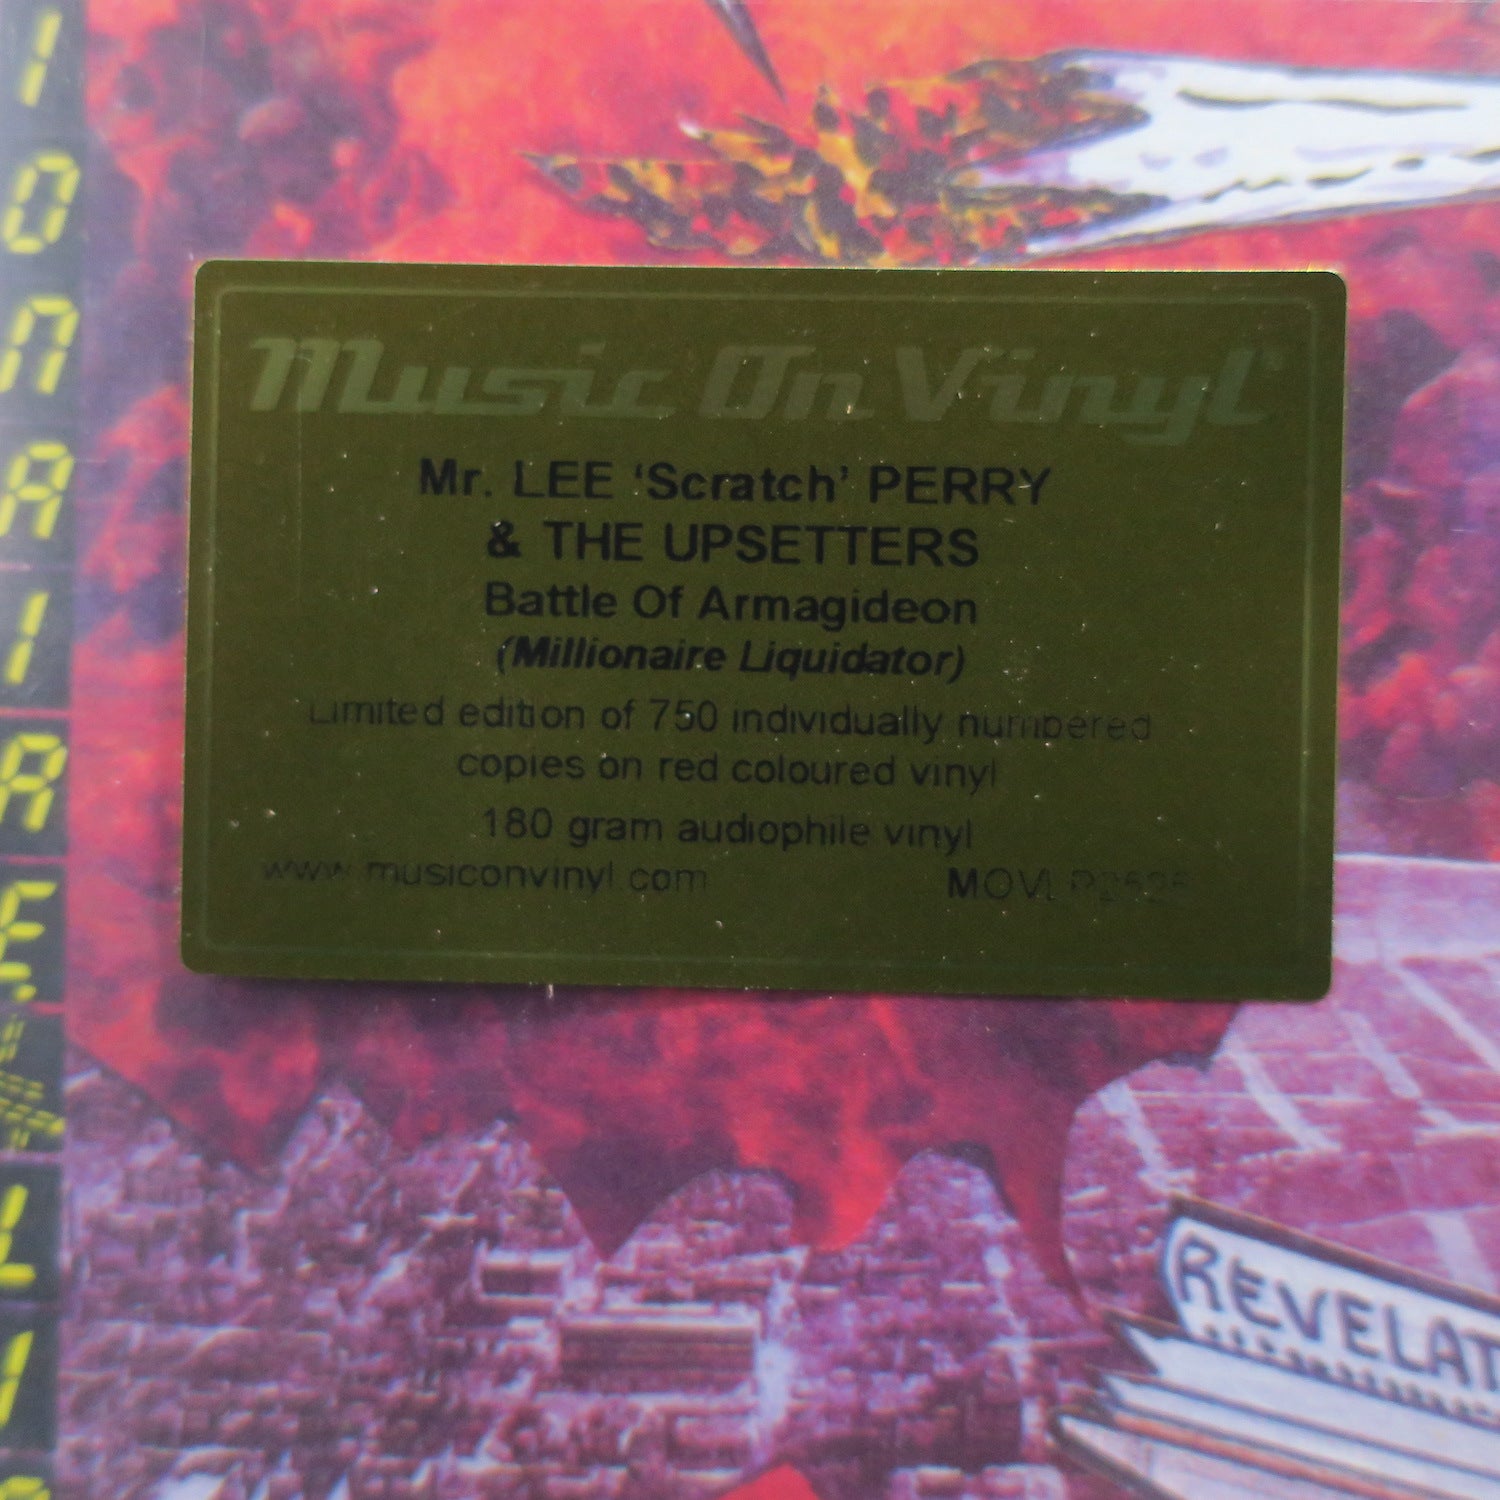 Music On Vinyl
Mr. LEE ‘Scratch’ PERRY
& THE UPSETTERS
Battle Of Armagideon
(Millionaire Liquidator)
Limited edition of 750 individually numbered
copies on red coloured vinyl
180 gram audiophile vinyl
www.musiconvinyl.com
I
O
N
A
I
R
E
L
I
REVELAT